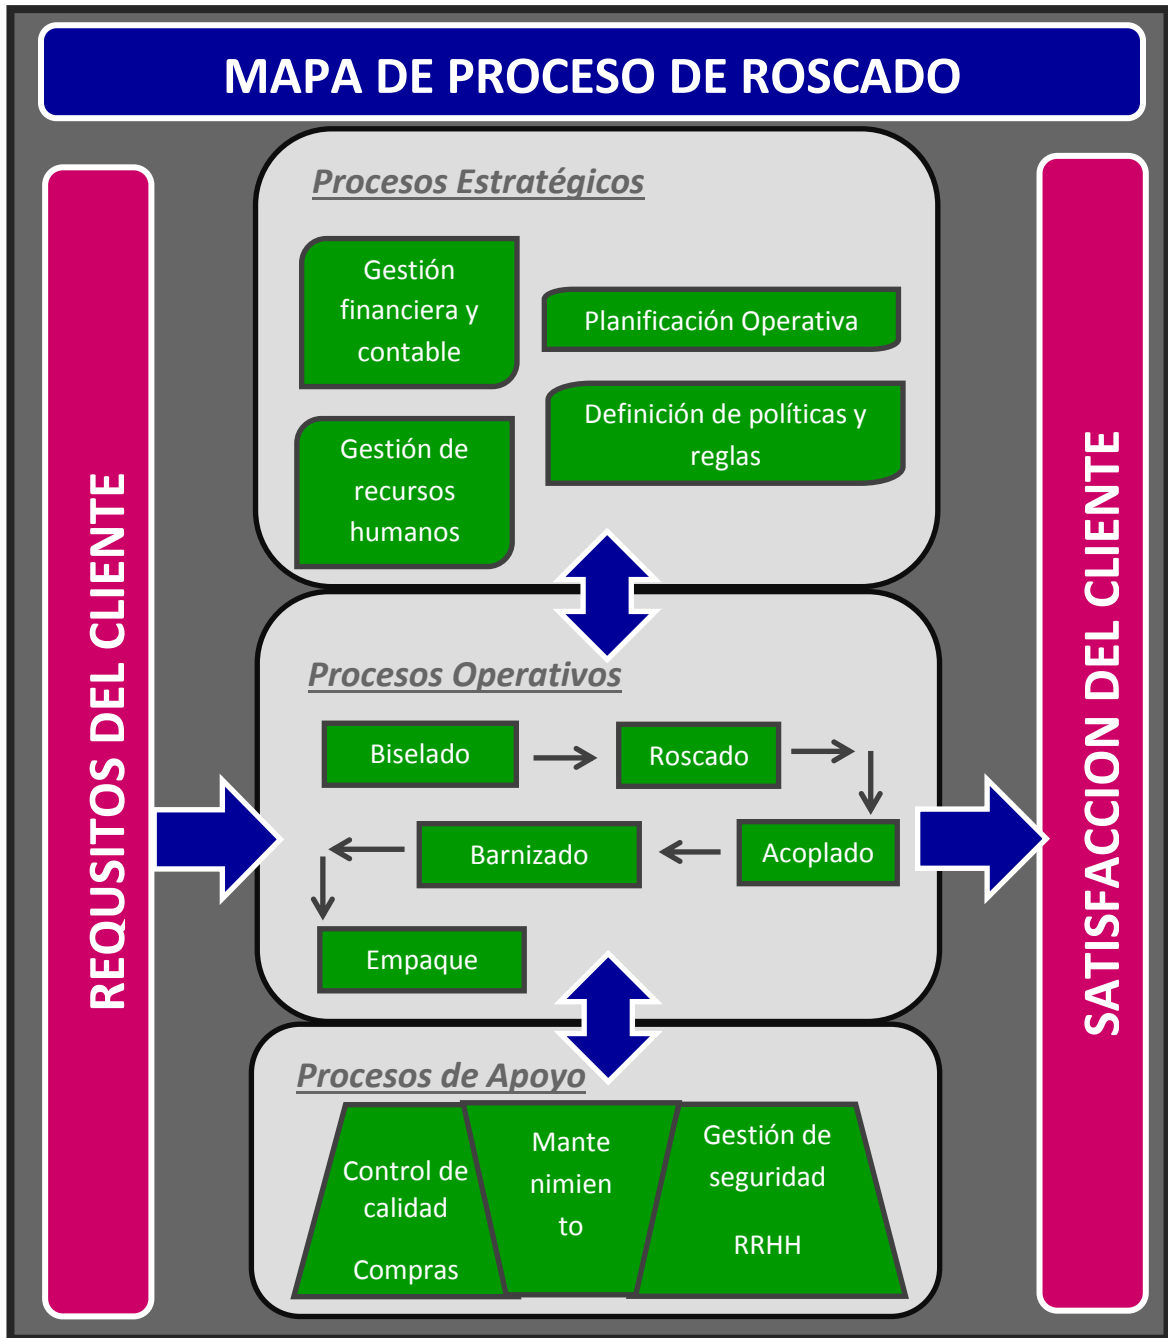 MAPA DE PROCESO DE ROSCADO
REQUSITOS DEL CLIENTE
Procesos Estratégicos
Gestión
financiera y
contable
Planificación Operativa
Gestión de
recursos
humanos
Definición de políticas y
reglas
Procesos Operativos
Biselado
Roscado
Acoplado
Barnizado
Empaque
Procesos de Apoyo
Control de
calidad
Compras
Mante
nimien
to
Gestión de
seguridad
RRHH
SATISFACCION DEL CLIENTE